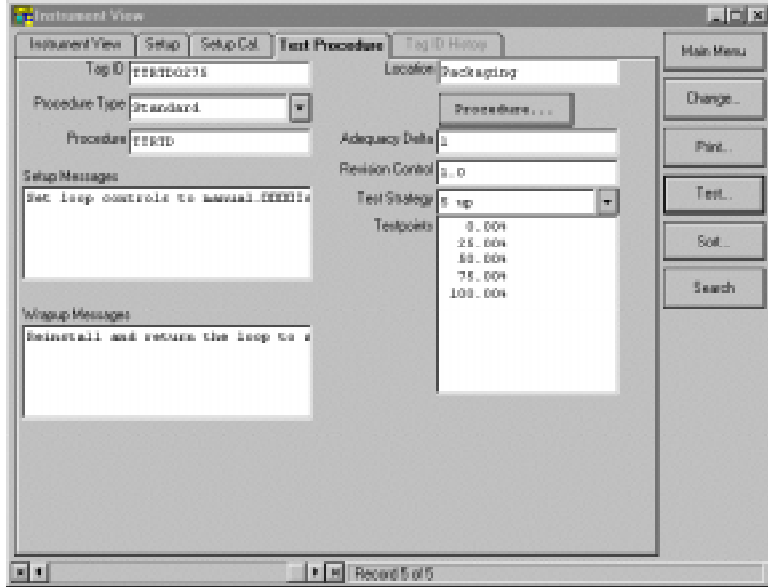 Instrument View
Instrument View Setup Setup Cal. Test Procedure Tag ID History
Main Menu
Tag ID TTRTD0295 Location Packaging
Procedure Type Standard Procedure... Change...
Procedure TTRTD Adequacy Delta 1 Print...
Setup Messages Revision Control 1.0
Set loop controls to manual. Test Strategy 5 up Test...
Testpoints 0.00%
25.00% Sort...
50.00%
75.00% Search
100.00%
Wrapup Messages
Reinstall and return the loop to
Record 5 of 5